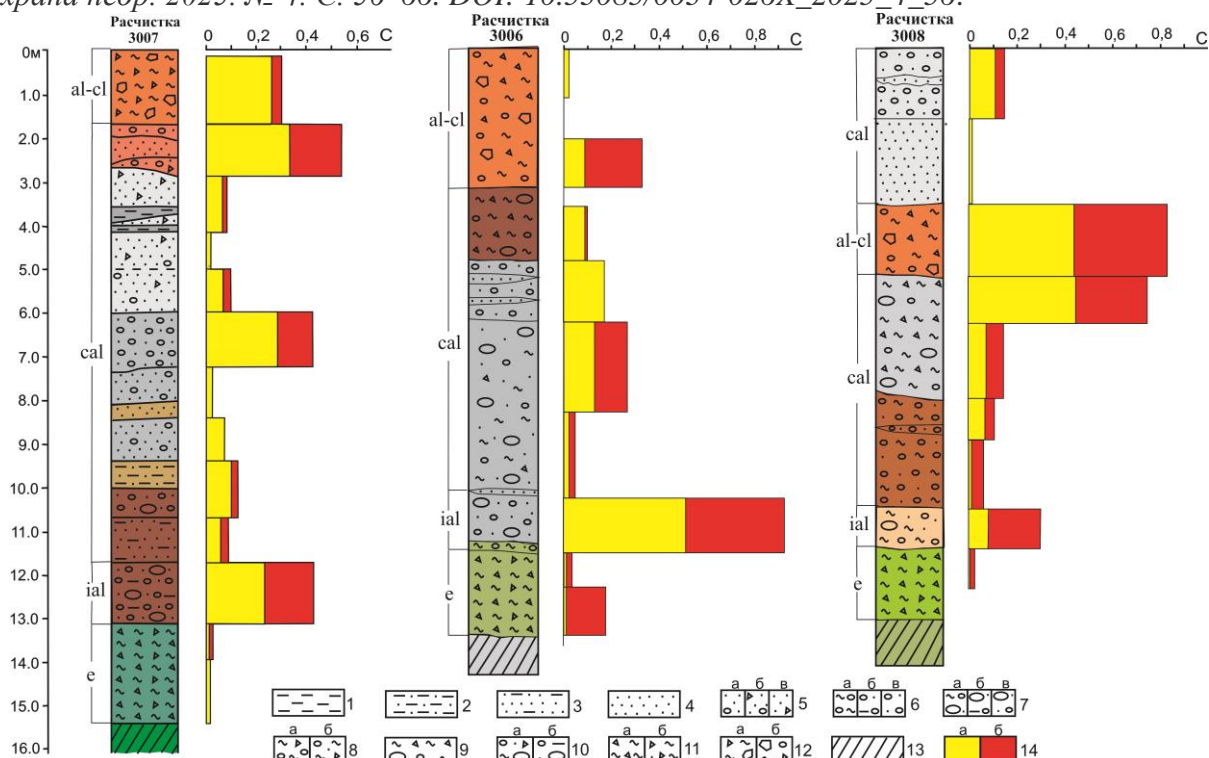 2023. № 4. С. 50
Расчистка 3007
0 0,2 0,4 0,6 C
Расчистка 3006
0 0,2 0,4 0,6 0,8 C
Расчистка 3008
0 0,2 0,4 0,6 0,8 C
0м
1.0
2.0
3.0
4.0
5.0
6.0
7.0
8.0
9.0
10.0
11.0
12.0
13.0
14.0
15.0
16.0
al-cl
cal
ial
e
al-cl
cal
ial
e
cal
al-cl
cal
ial
e
1 2 3 4 а б в 5 а б в 6 а б в 7
а б 8 9 а б 10 а б 11 а б 12 13 а б 14